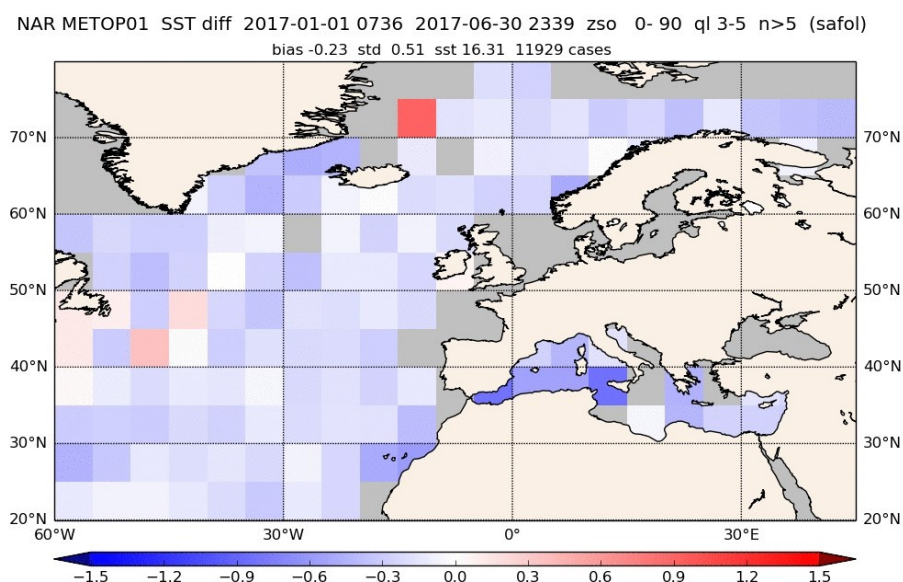 NAR METOP01 SST diff 2017-01-01 0736 2017-06-30 2339 zso 0- 90 ql 3-5 n>5 (safol)
bias -0.23 std 0.51 sst 16.31 11929 cases
70°N 70°N
60°N 60°N
50°N 50°N
40°N 40°N
30°N 30°N
20°N 20°N
60°W 30°W 0° 30°E
−1.5 −1.2 −0.9 −0.6 −0.3 0.0 0.3 0.6 0.9 1.2 1.5